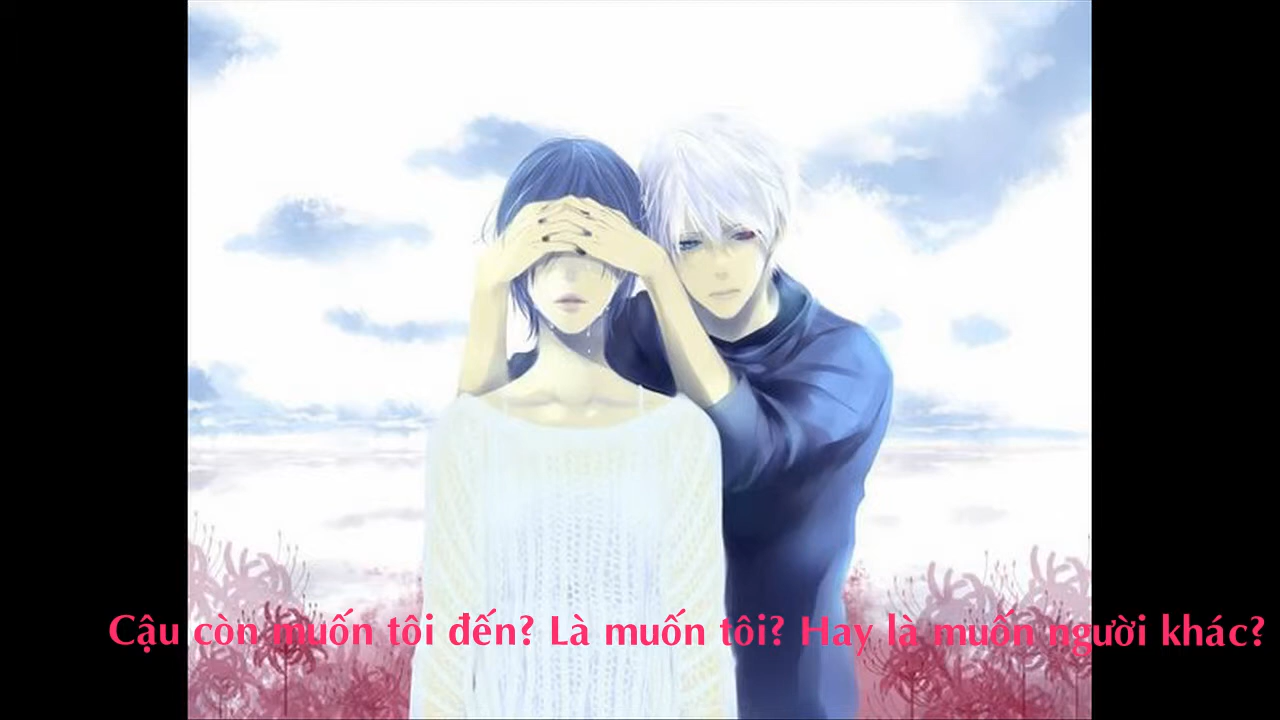 Cậu còn muốn tôi đến? Là muốn tôi? Hay là muốn người khác?